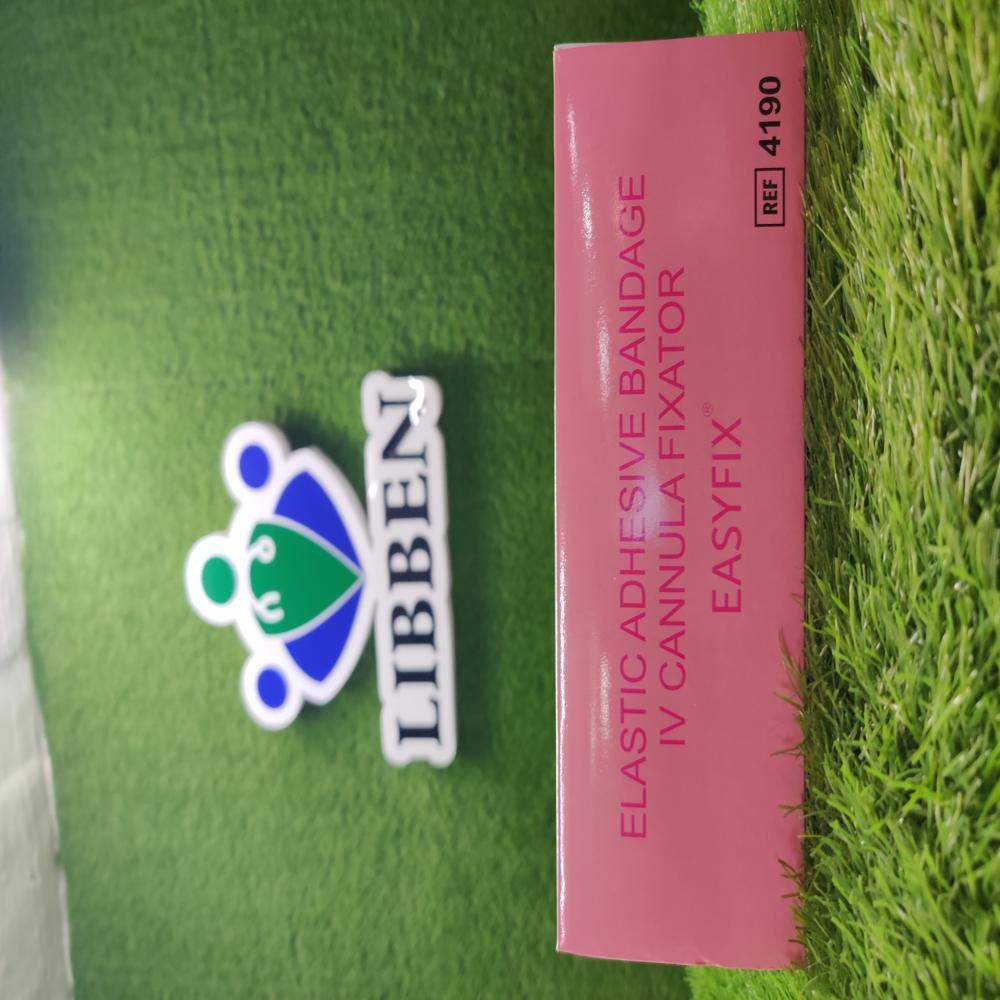 LIBBEN
ELASTIC ADHESIVE BANDAGE
IV CANNULA FIXATOR
EASYFIX®
REF 4190